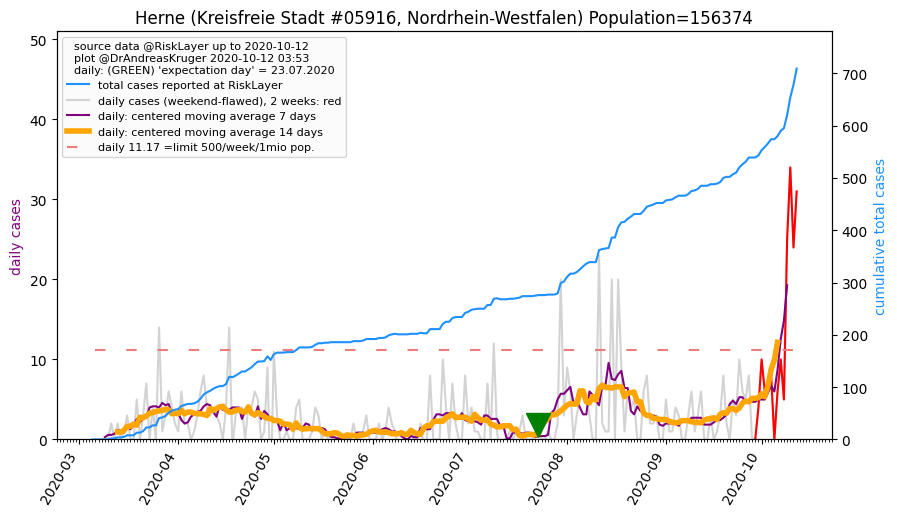 Herne (Kreisfreie Stadt #05916, Nordrhein-Westfalen) Population=156374
source data @RiskLayer up to 2020-10-12
plot @DrAndreasKruger 2020-10-12 03:53
daily: (GREEN) 'expectation day' = 23.07.2020
total cases reported at RiskLayer
daily cases (weekend-flawed), 2 weeks: red
daily: centered moving average 7 days
daily: centered moving average 14 days
daily 11.17 =limit 500/week/1mio pop.
daily cases
50
40
30
20
10
0
cumulative total cases
700
600
500
400
300
200
100
0
2020-03
2020-04
2020-05
2020-06
2020-07
2020-08
2020-09
2020-10